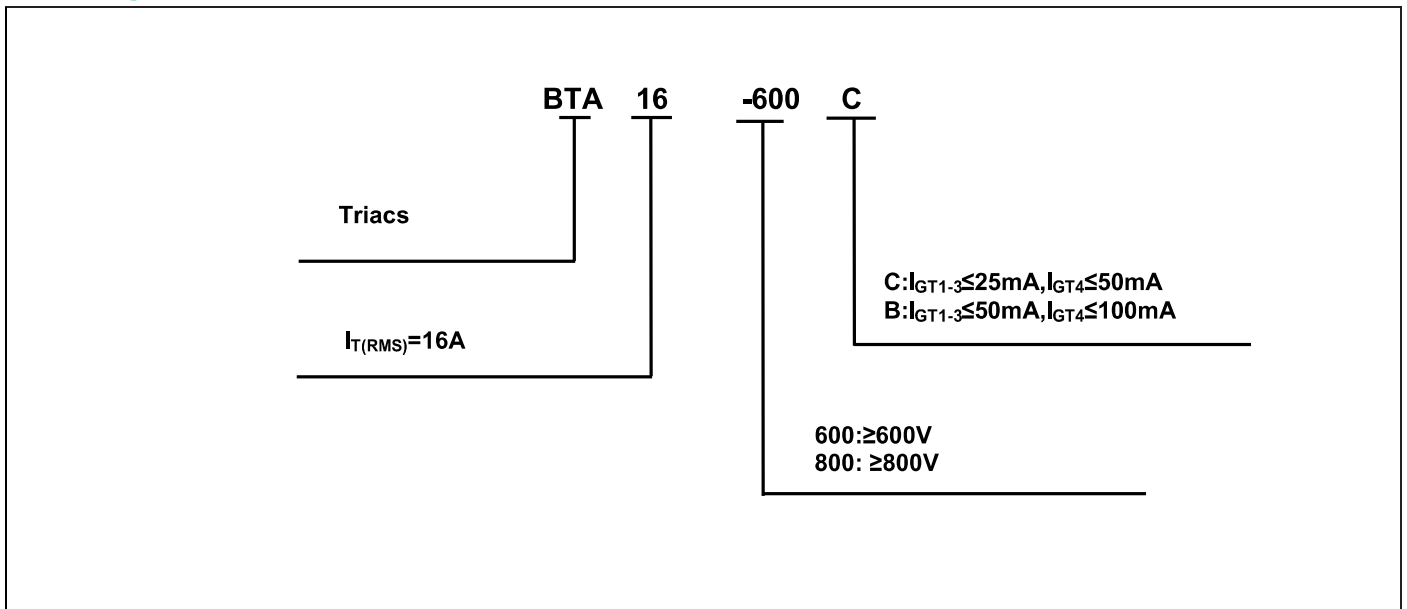 BTA 16 -600 C
Triacs
C:IGT1-3≤25mA,IGT4≤50mA
B:IGT1-3≤50mA,IGT4≤100mA
IT(RMS)=16A
600:≥600V
800: ≥800V